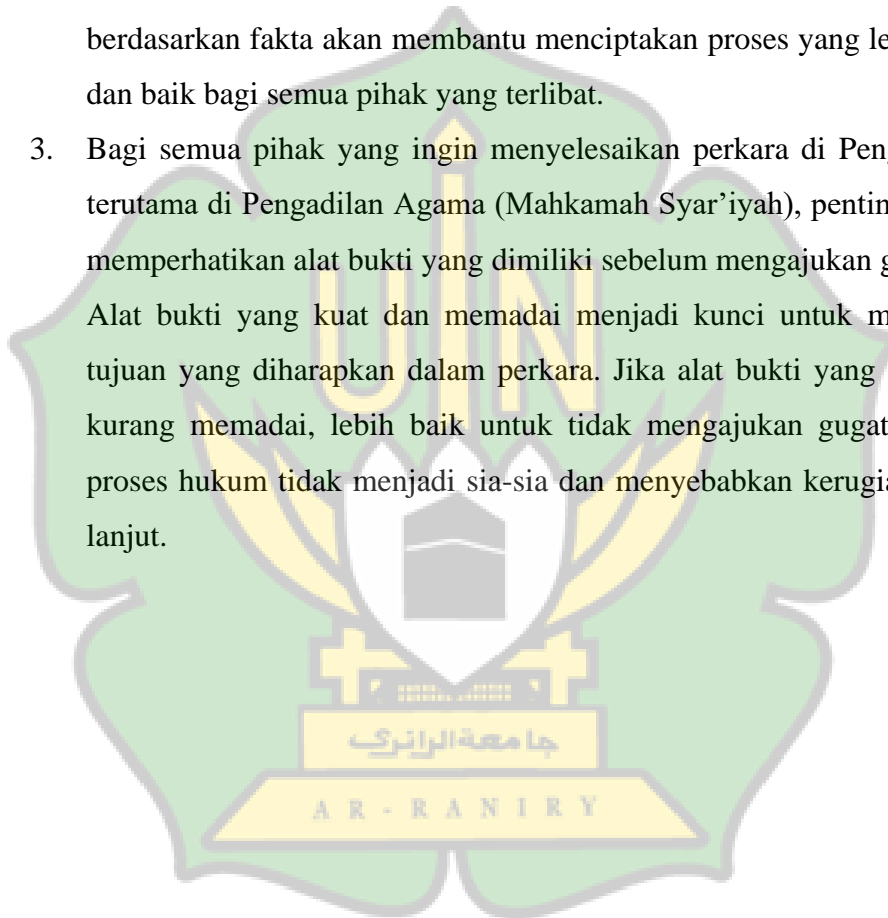 berdasarkan fakta akan membantu menciptakan proses yang le
dan baik bagi semua pihak yang terlibat.
3. Bagi semua pihak yang ingin menyelesaikan perkara di Peng
terutama di Pengadilan Agama (Mahkamah Syar’iyah), pentin
memperhatikan alat bukti yang dimiliki sebelum mengajukan g
Alat bukti yang kuat dan memadai menjadi kunci untuk m
tujuan yang diharapkan dalam perkara. Jika alat bukti yang
kurang memadai, lebih baik untuk tidak mengajukan gugat
proses hukum tidak menjadi sia-sia dan menyebabkan kerugia
lanjut.
UIN
جامعة الرانري
AR-RANIRY